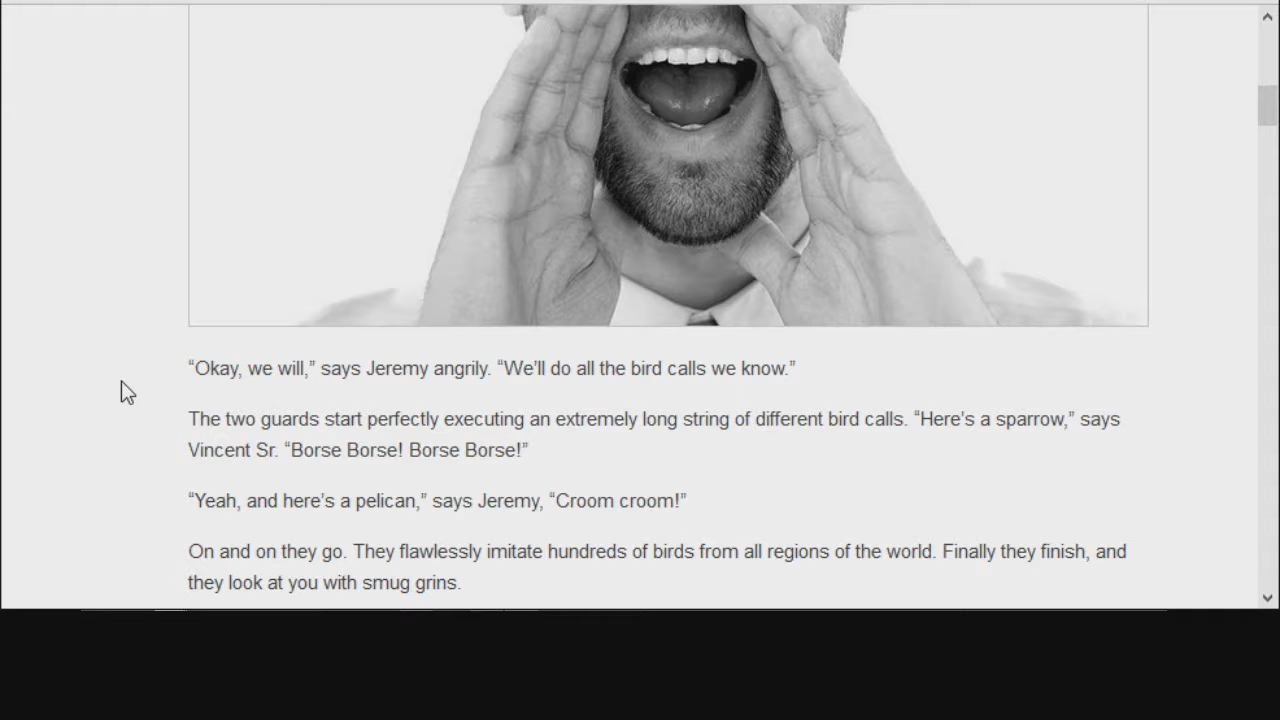 “Okay, we will,” says Jeremy angrily. “We’ll do all the bird calls we know.”
The two guards start perfectly executing an extremely long string of different bird calls. “Here’s a sparrow,” says
Vincent Sr. “Borse Borse! Borse Borse!”
“Yeah, and here’s a pelican,” says Jeremy, “Croom croom!”
On and on they go. They flawlessly imitate hundreds of birds from all regions of the world. Finally they finish, and
they look at you with smug grins.